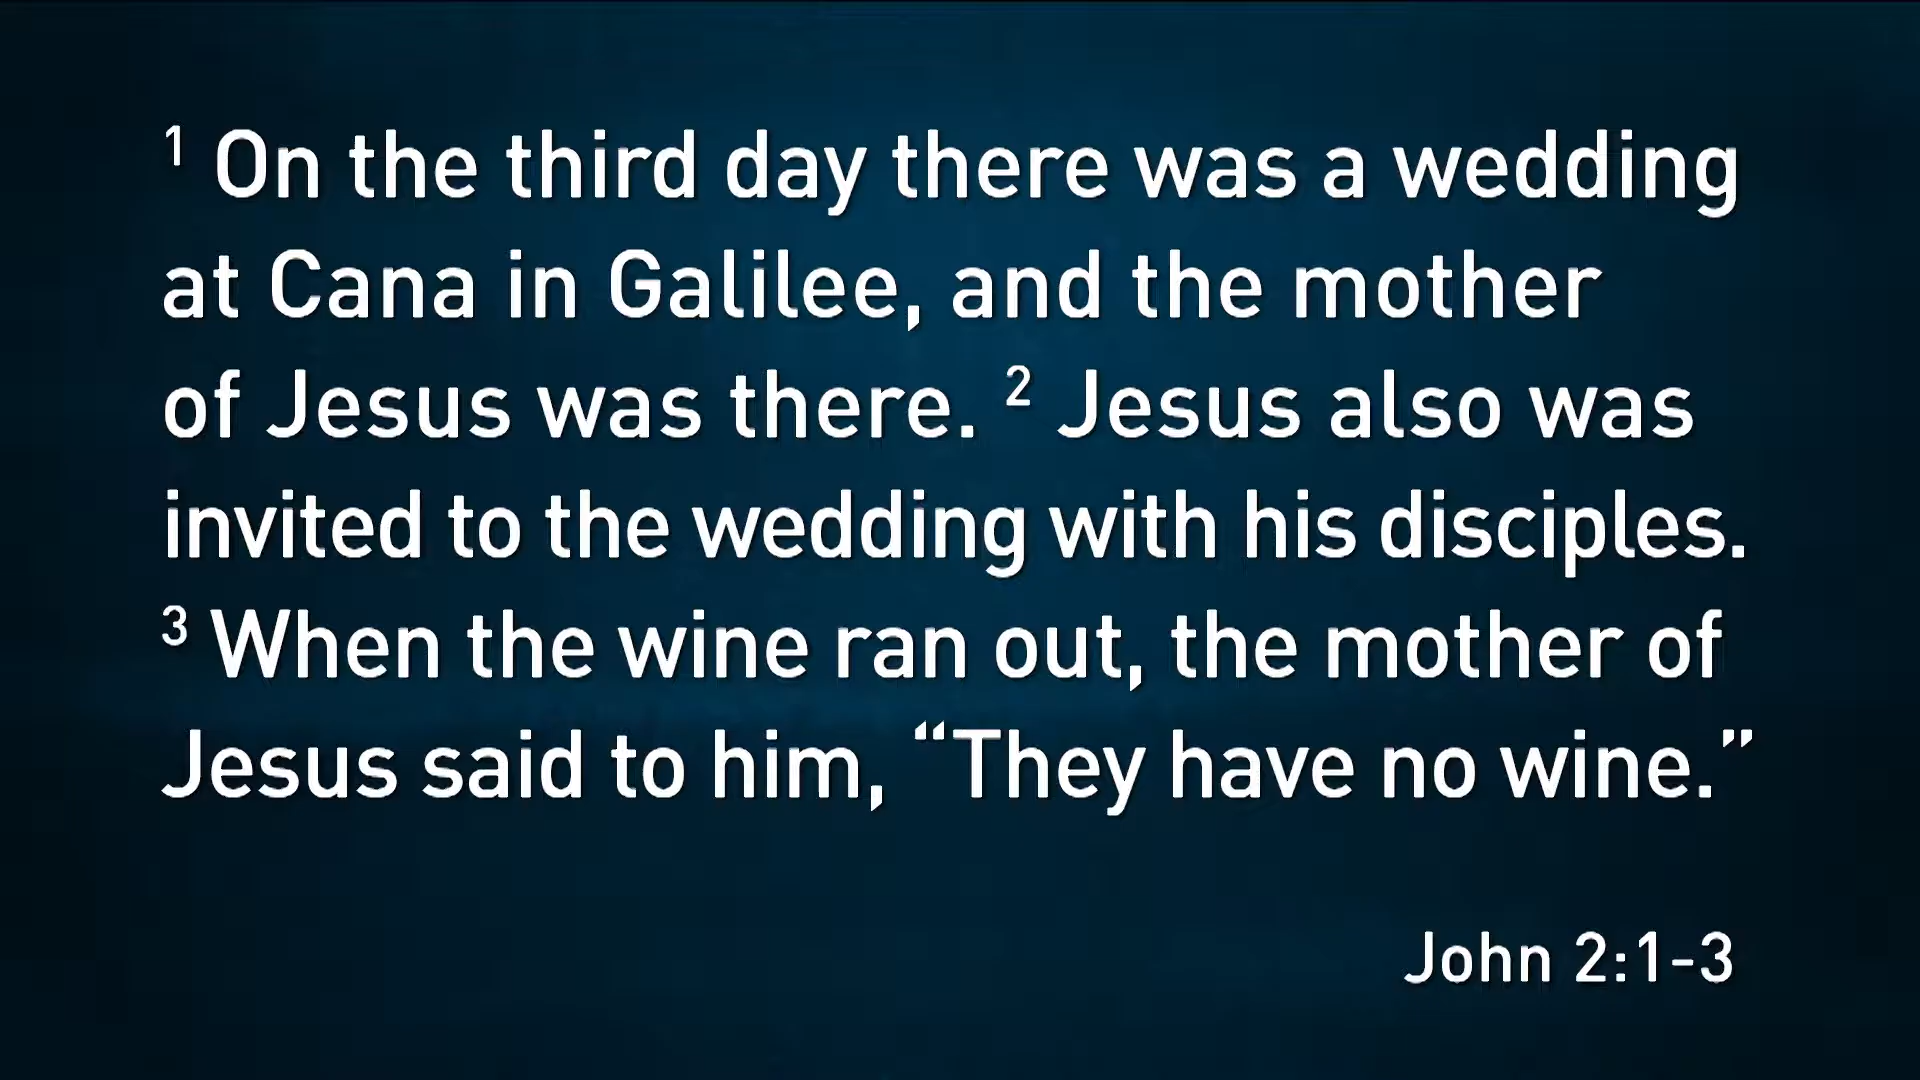 ¹ On the third day there was a wedding
at Cana in Galilee, and the mother
of Jesus was there. ² Jesus also was
invited to the wedding with his disciples.
³ When the wine ran out, the mother of
Jesus said to him, “They have no wine.”
John 2:1-3